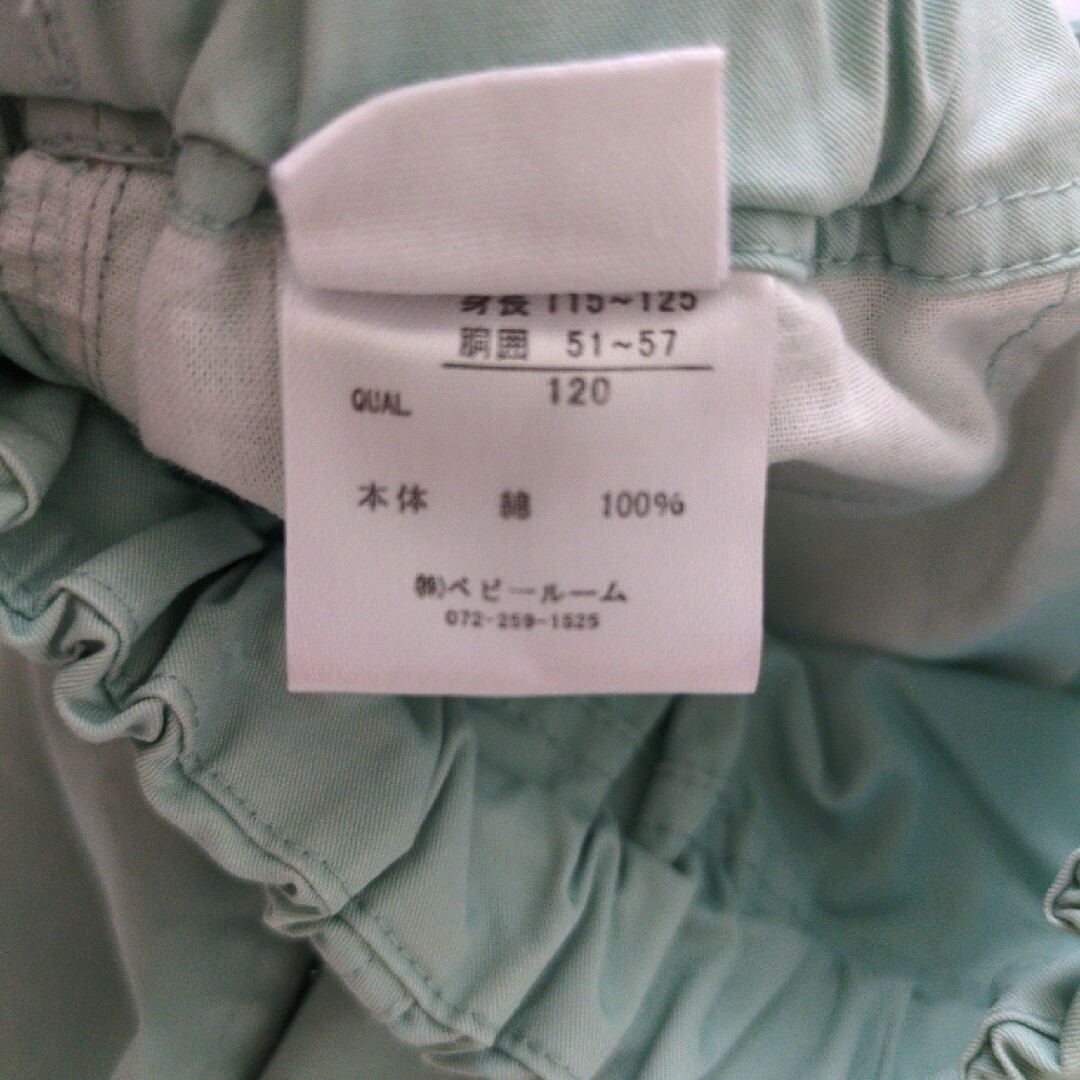 身長 115~125
胴囲 51~57
120
QUAL
本体 綿 100%
㈱ベビールーム
072-259-1525